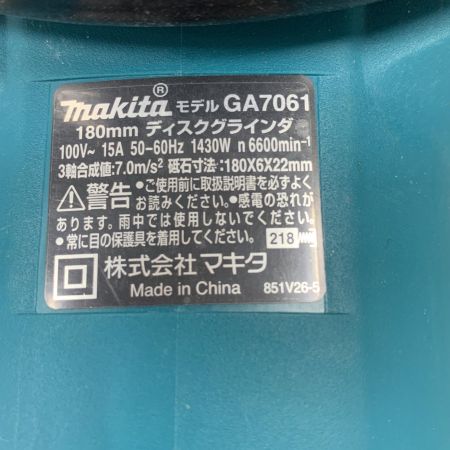 makita® モデル GA7061
180mm ディスクグラインダ
100V~ 15A 50-60Hz 1430W n 6600min⁻¹
3軸合成値:7.0m/s² 砥石寸法:180X6X22mm
⚠警告 ●ご使用前に取扱説明書を必ずよく
お読みください。●感電の恐れが
あります。雨中では使用しないでください。
●常に目の保護具を着用してください。 218
株式会社 マキタ
Made in China 851V26-5